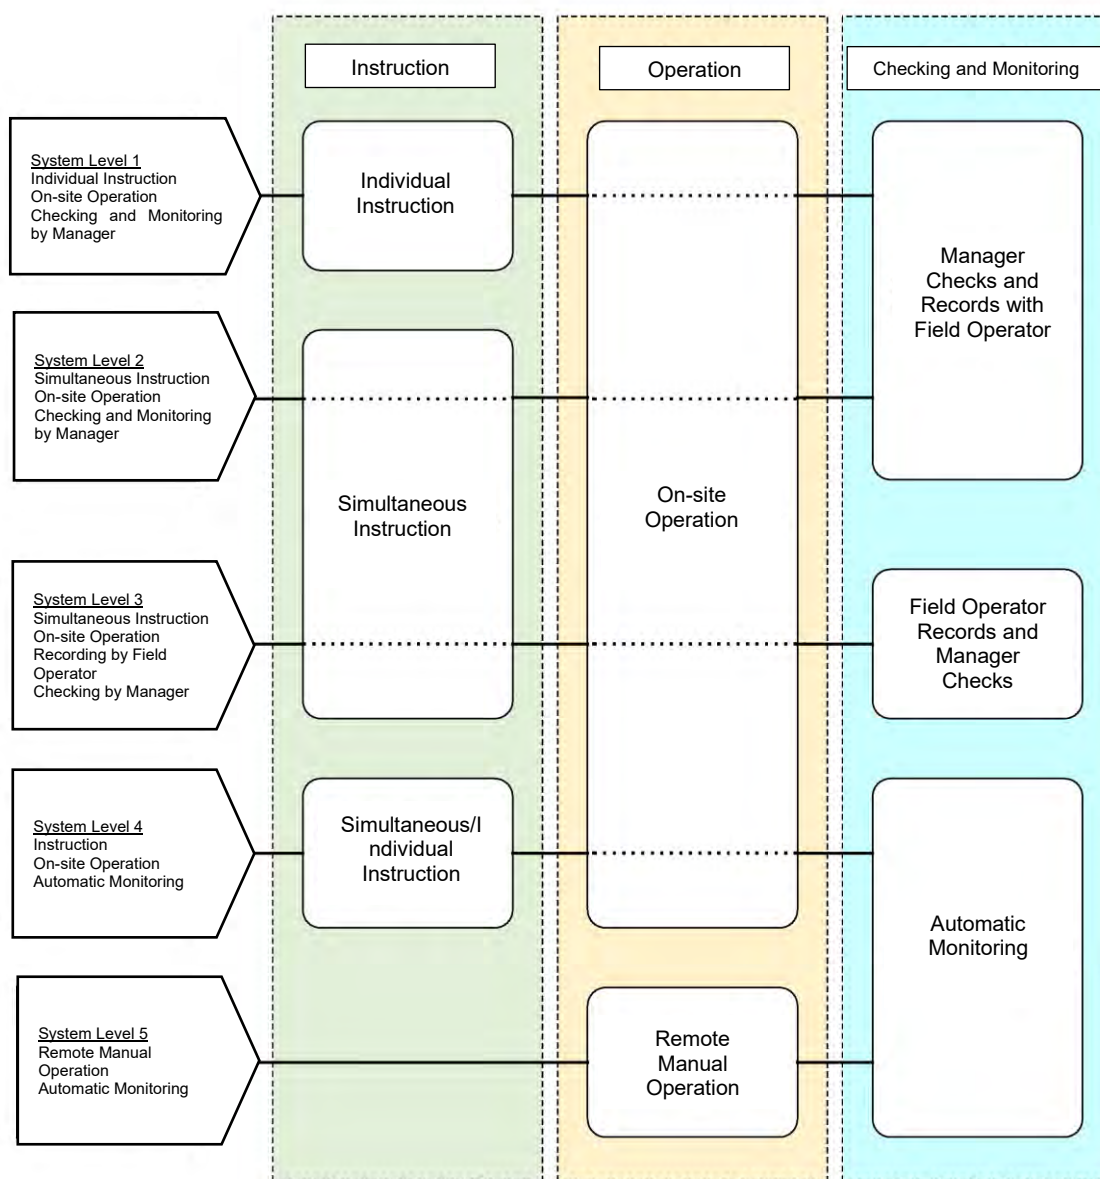 Instruction
Operation
Checking and Monitoring
System Level 1
Individual Instruction
On-site Operation
Checking and Monitoring
by Manager
Individual
Instruction
Manager
Checks and
Records with
Field Operator
System Level 2
Simultaneous Instruction
On-site Operation
Checking and Monitoring
by Manager
Simultaneous
Instruction
On-site
Operation
System Level 3
Simultaneous Instruction
On-site Operation
Recording by Field
Operator
Checking by Manager
Field Operator
Records and
Manager
Checks
System Level 4
Instruction
On-site Operation
Automatic Monitoring
Simultaneous/I
ndividual
Instruction
Automatic
Monitoring
System Level 5
Remote Manual
Operation
Automatic Monitoring
Remote
Manual
Operation